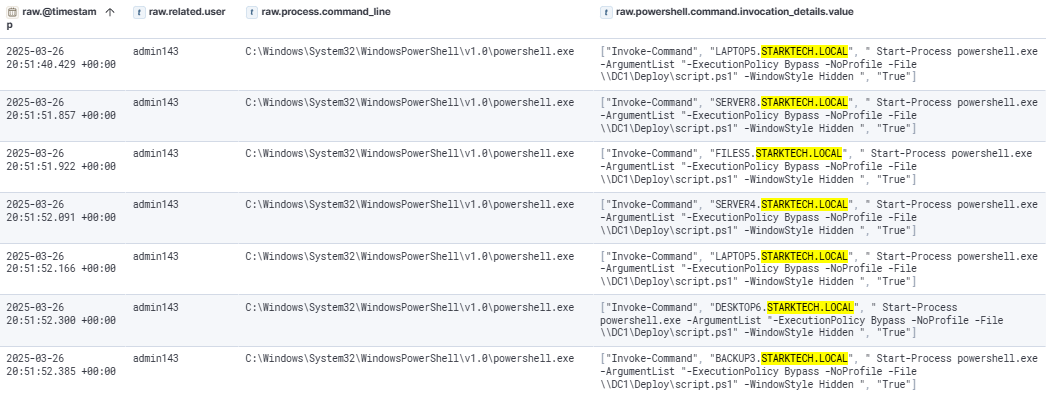 raw.@timestamp ↑ raw.related.user raw.process.command_line raw.powershell.command.invocation_details.value
2025-03-26 admin143 C:\Windows\System32\WindowsPowerShell\v1.0\powershell.exe ["Invoke-Command", "LAPTOP5.STARKTECH.LOCAL", " Start-Process powershell.exe
20:51:40.429 +00:00 -ArgumentList "-ExecutionPolicy Bypass -NoProfile -File
\\DC1\Deploy\script.ps1" -WindowStyle Hidden ", "True"]
2025-03-26 admin143 C:\Windows\System32\WindowsPowerShell\v1.0\powershell.exe ["Invoke-Command", "SERVER8.STARKTECH.LOCAL", " Start-Process powershell.exe
20:51:51.857 +00:00 -ArgumentList "-ExecutionPolicy Bypass -NoProfile -File
\\DC1\Deploy\script.ps1" -WindowStyle Hidden ", "True"]
2025-03-26 admin143 C:\Windows\System32\WindowsPowerShell\v1.0\powershell.exe ["Invoke-Command", "FILES5.STARKTECH.LOCAL", " Start-Process powershell.exe
20:51:51.922 +00:00 -ArgumentList "-ExecutionPolicy Bypass -NoProfile -File
\\DC1\Deploy\script.ps1" -WindowStyle Hidden ", "True"]
2025-03-26 admin143 C:\Windows\System32\WindowsPowerShell\v1.0\powershell.exe ["Invoke-Command", "SERVER4.STARKTECH.LOCAL", " Start-Process powershell.exe
20:51:52.091 +00:00 -ArgumentList "-ExecutionPolicy Bypass -NoProfile -File
\\DC1\Deploy\script.ps1" -WindowStyle Hidden ", "True"]
2025-03-26 admin143 C:\Windows\System32\WindowsPowerShell\v1.0\powershell.exe ["Invoke-Command", "LAPTOP5.STARKTECH.LOCAL", " Start-Process powershell.exe
20:51:52.166 +00:00 -ArgumentList "-ExecutionPolicy Bypass -NoProfile -File
\\DC1\Deploy\script.ps1" -WindowStyle Hidden ", "True"]
2025-03-26 admin143 C:\Windows\System32\WindowsPowerShell\v1.0\powershell.exe ["Invoke-Command", "DESKTOP6.STARKTECH.LOCAL", " Start-Process
20:51:52.300 +00:00 powershell.exe -ArgumentList "-ExecutionPolicy Bypass -NoProfile -File
\\DC1\Deploy\script.ps1" -WindowStyle Hidden ", "True"]
2025-03-26 admin143 C:\Windows\System32\WindowsPowerShell\v1.0\powershell.exe ["Invoke-Command", "BACKUP3.STARKTECH.LOCAL", " Start-Process powershell.exe
20:51:52.385 +00:00 -ArgumentList "-ExecutionPolicy Bypass -NoProfile -File
\\DC1\Deploy\script.ps1" -WindowStyle Hidden ", "True"]